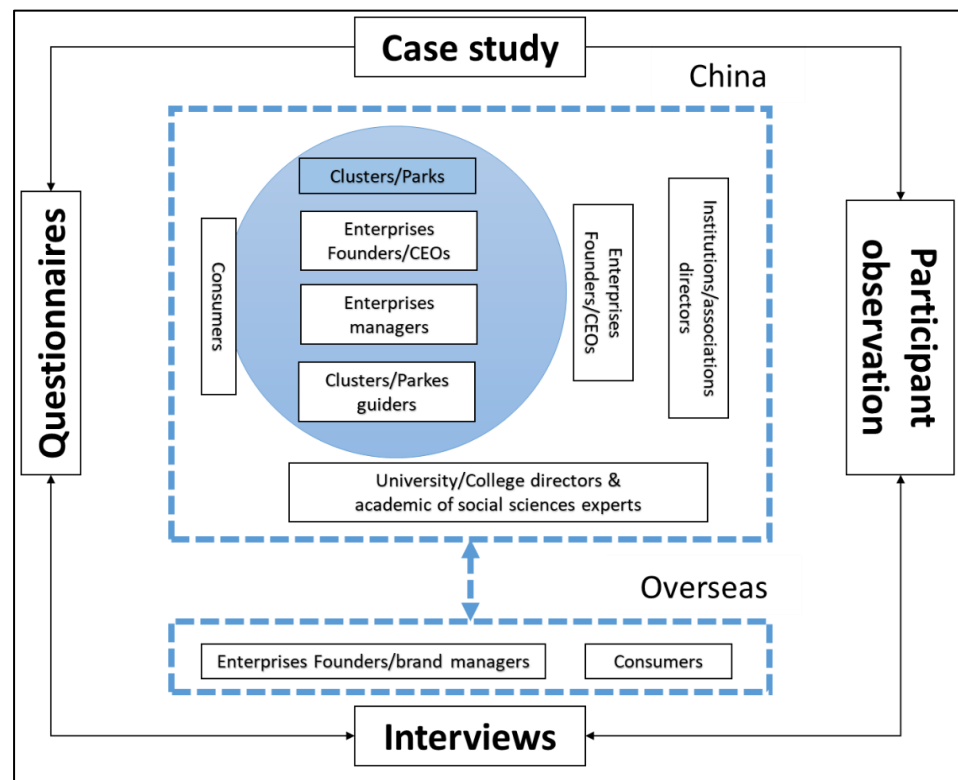 Case study
China
Clusters/Parks
Enterprises
Founders/CEOs
Enterprises
managers
Clusters/Parkes
guiders
Consumers
Enterprises
Founders/CEOs
Institutions/associations
directors
Questionnaires
Participant
observation
University/College directors &
academic of social sciences experts
Overseas
Enterprises Founders/brand managers
Consumers
Interviews